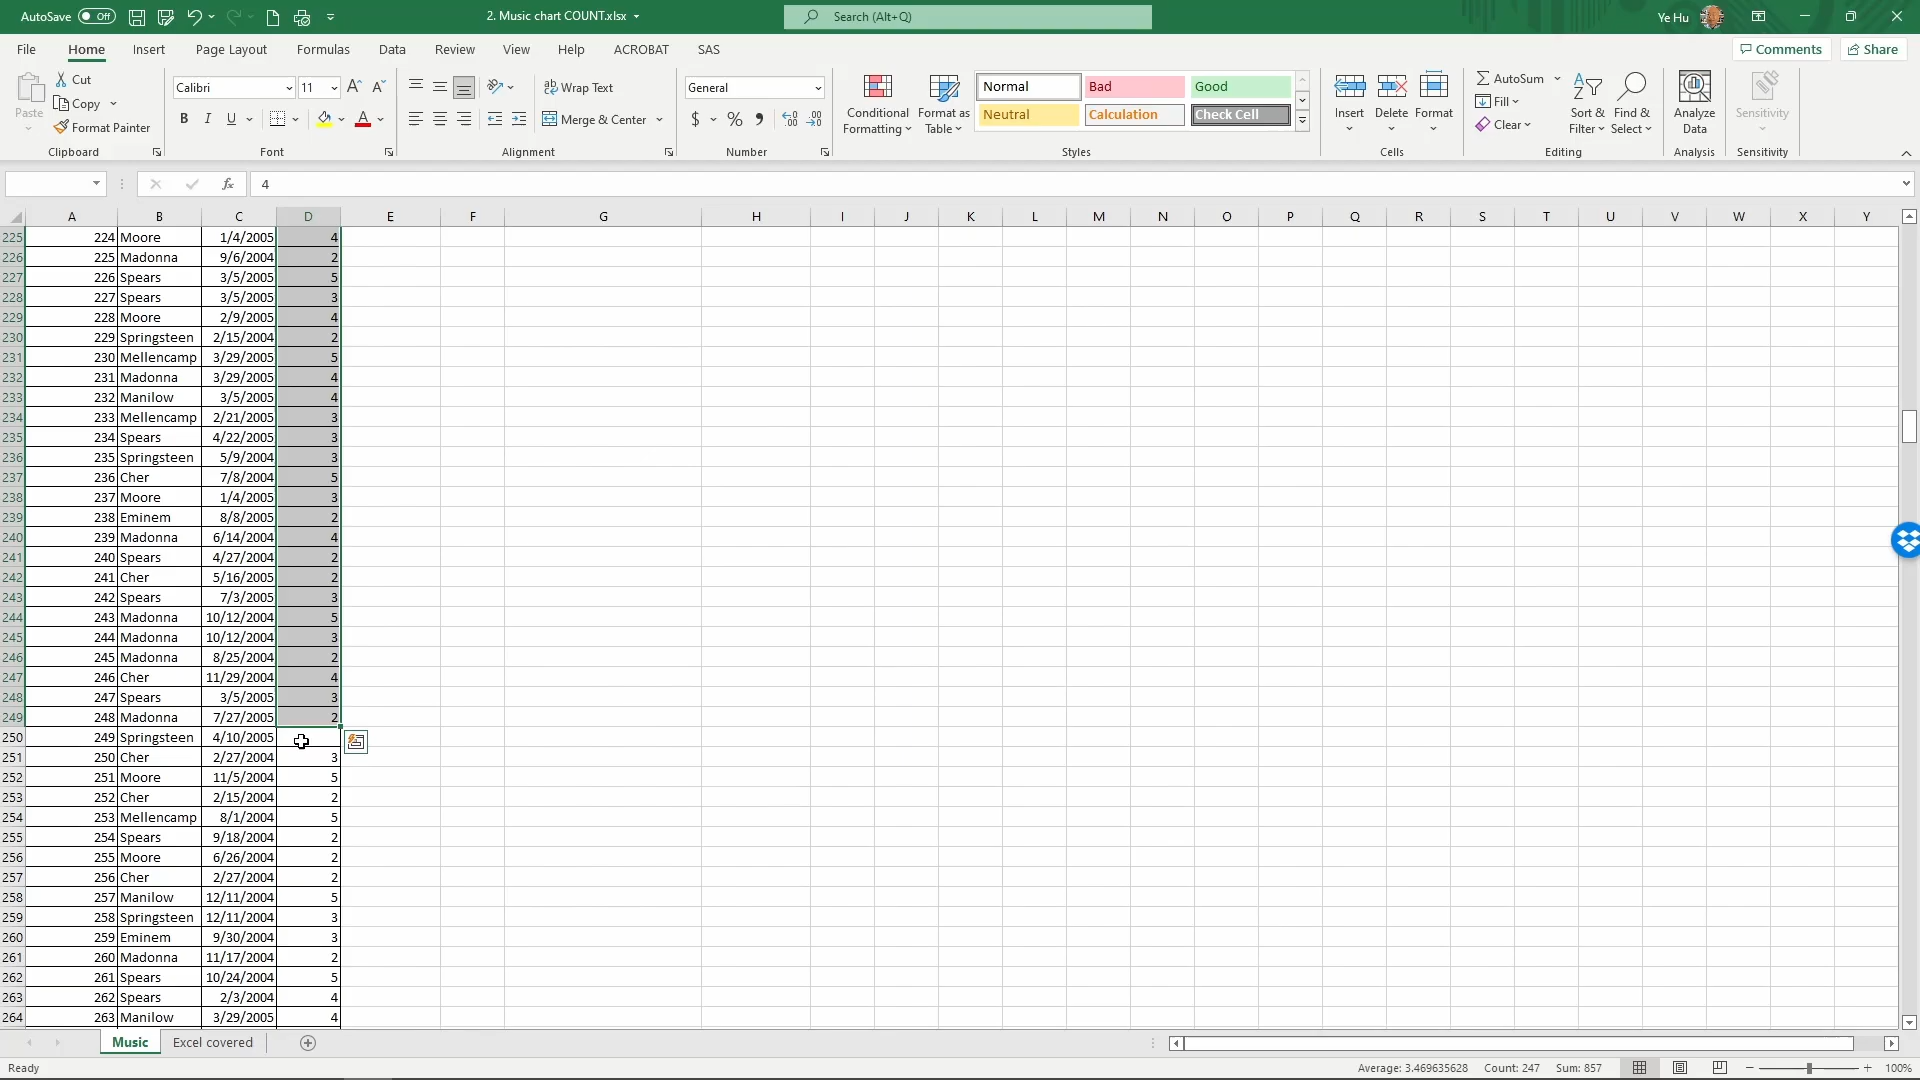 AutoSave Off 2. Music chart COUNT.xlsx Search (Alt+Q) Ye Hu
File Home Insert Page Layout Formulas Data Review View Help ACROBAT SAS Comments Share
Paste Cut Copy Format Painter
Calibri 11
B I U
Wrap Text
Merge & Center
General
$ % 9
Conditional Formatting Format as Table
Normal Bad Good
Neutral Calculation Check Cell
Insert Delete Format
AutoSum Fill Clear
Sort & Filter Find & Select
Analyze Data Sensitivity
Clipboard Font Alignment Number Styles Cells Editing Analysis Sensitivity
fx 4
A B C D E F G H I J K L M N O P Q R S T U V W X Y
225 224 Moore 1/4/2005 4
226 225 Madonna 9/6/2004 2
227 226 Spears 3/5/2005 5
228 227 Spears 3/5/2005 3
229 228 Moore 2/9/2005 4
230 229 Springsteen 2/15/2004 2
231 230 Mellencamp 3/29/2005 5
232 231 Madonna 3/29/2005 4
233 232 Manilow 3/5/2005 4
234 233 Mellencamp 2/21/2005 3
235 234 Spears 4/22/2005 3
236 235 Springsteen 5/9/2004 3
237 236 Cher 7/8/2004 5
238 237 Moore 1/4/2005 3
239 238 Eminem 8/8/2005 2
240 239 Madonna 6/14/2004 4
241 240 Spears 4/27/2004 2
242 241 Cher 5/16/2005 2
243 242 Spears 7/3/2005 3
244 243 Madonna 10/12/2004 5
245 244 Madonna 10/12/2004 3
246 245 Madonna 8/25/2004 2
247 246 Cher 11/29/2004 4
248 247 Spears 3/5/2005 3
249 248 Madonna 7/27/2005 2
250 249 Springsteen 4/10/2005
251 250 Cher 2/27/2004 3
252 251 Moore 11/5/2004 5
253 252 Cher 2/15/2004 2
254 253 Mellencamp 8/1/2004 5
255 254 Spears 9/18/2004 2
256 255 Moore 6/26/2004 2
257 256 Cher 2/27/2004 2
258 257 Manilow 12/11/2004 5
259 258 Springsteen 12/11/2004 3
260 259 Eminem 9/30/2004 3
261 260 Madonna 11/17/2004 2
262 261 Spears 10/24/2004 5
263 262 Spears 2/3/2004 4
264 263 Manilow 3/29/2005 4
Music Excel covered
Ready Average: 3.469635628 Count: 247 Sum: 857 100%